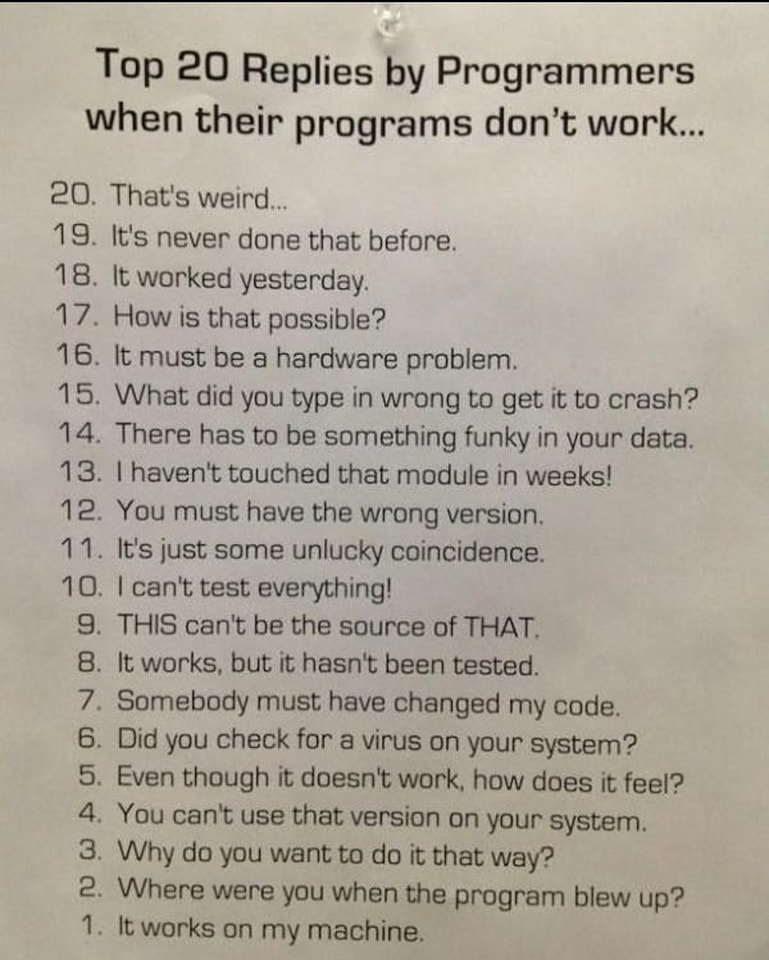 Top 20 Replies by Programmers
when their programs don't work...
20. That's weird...
19. It's never done that before.
18. It worked yesterday.
17. How is that possible?
16. It must be a hardware problem.
15. What did you type in wrong to get it to crash?
14. There has to be something funky in your data.
13. I haven't touched that module in weeks!
12. You must have the wrong version.
11. It's just some unlucky coincidence.
10. I can't test everything!
9. THIS can't be the source of THAT.
8. It works, but it hasn't been tested.
7. Somebody must have changed my code.
6. Did you check for a virus on your system?
5. Even though it doesn't work, how does it feel?
4. You can't use that version on your system.
3. Why do you want to do it that way?
2. Where were you when the program blew up?
1. It works on my machine.